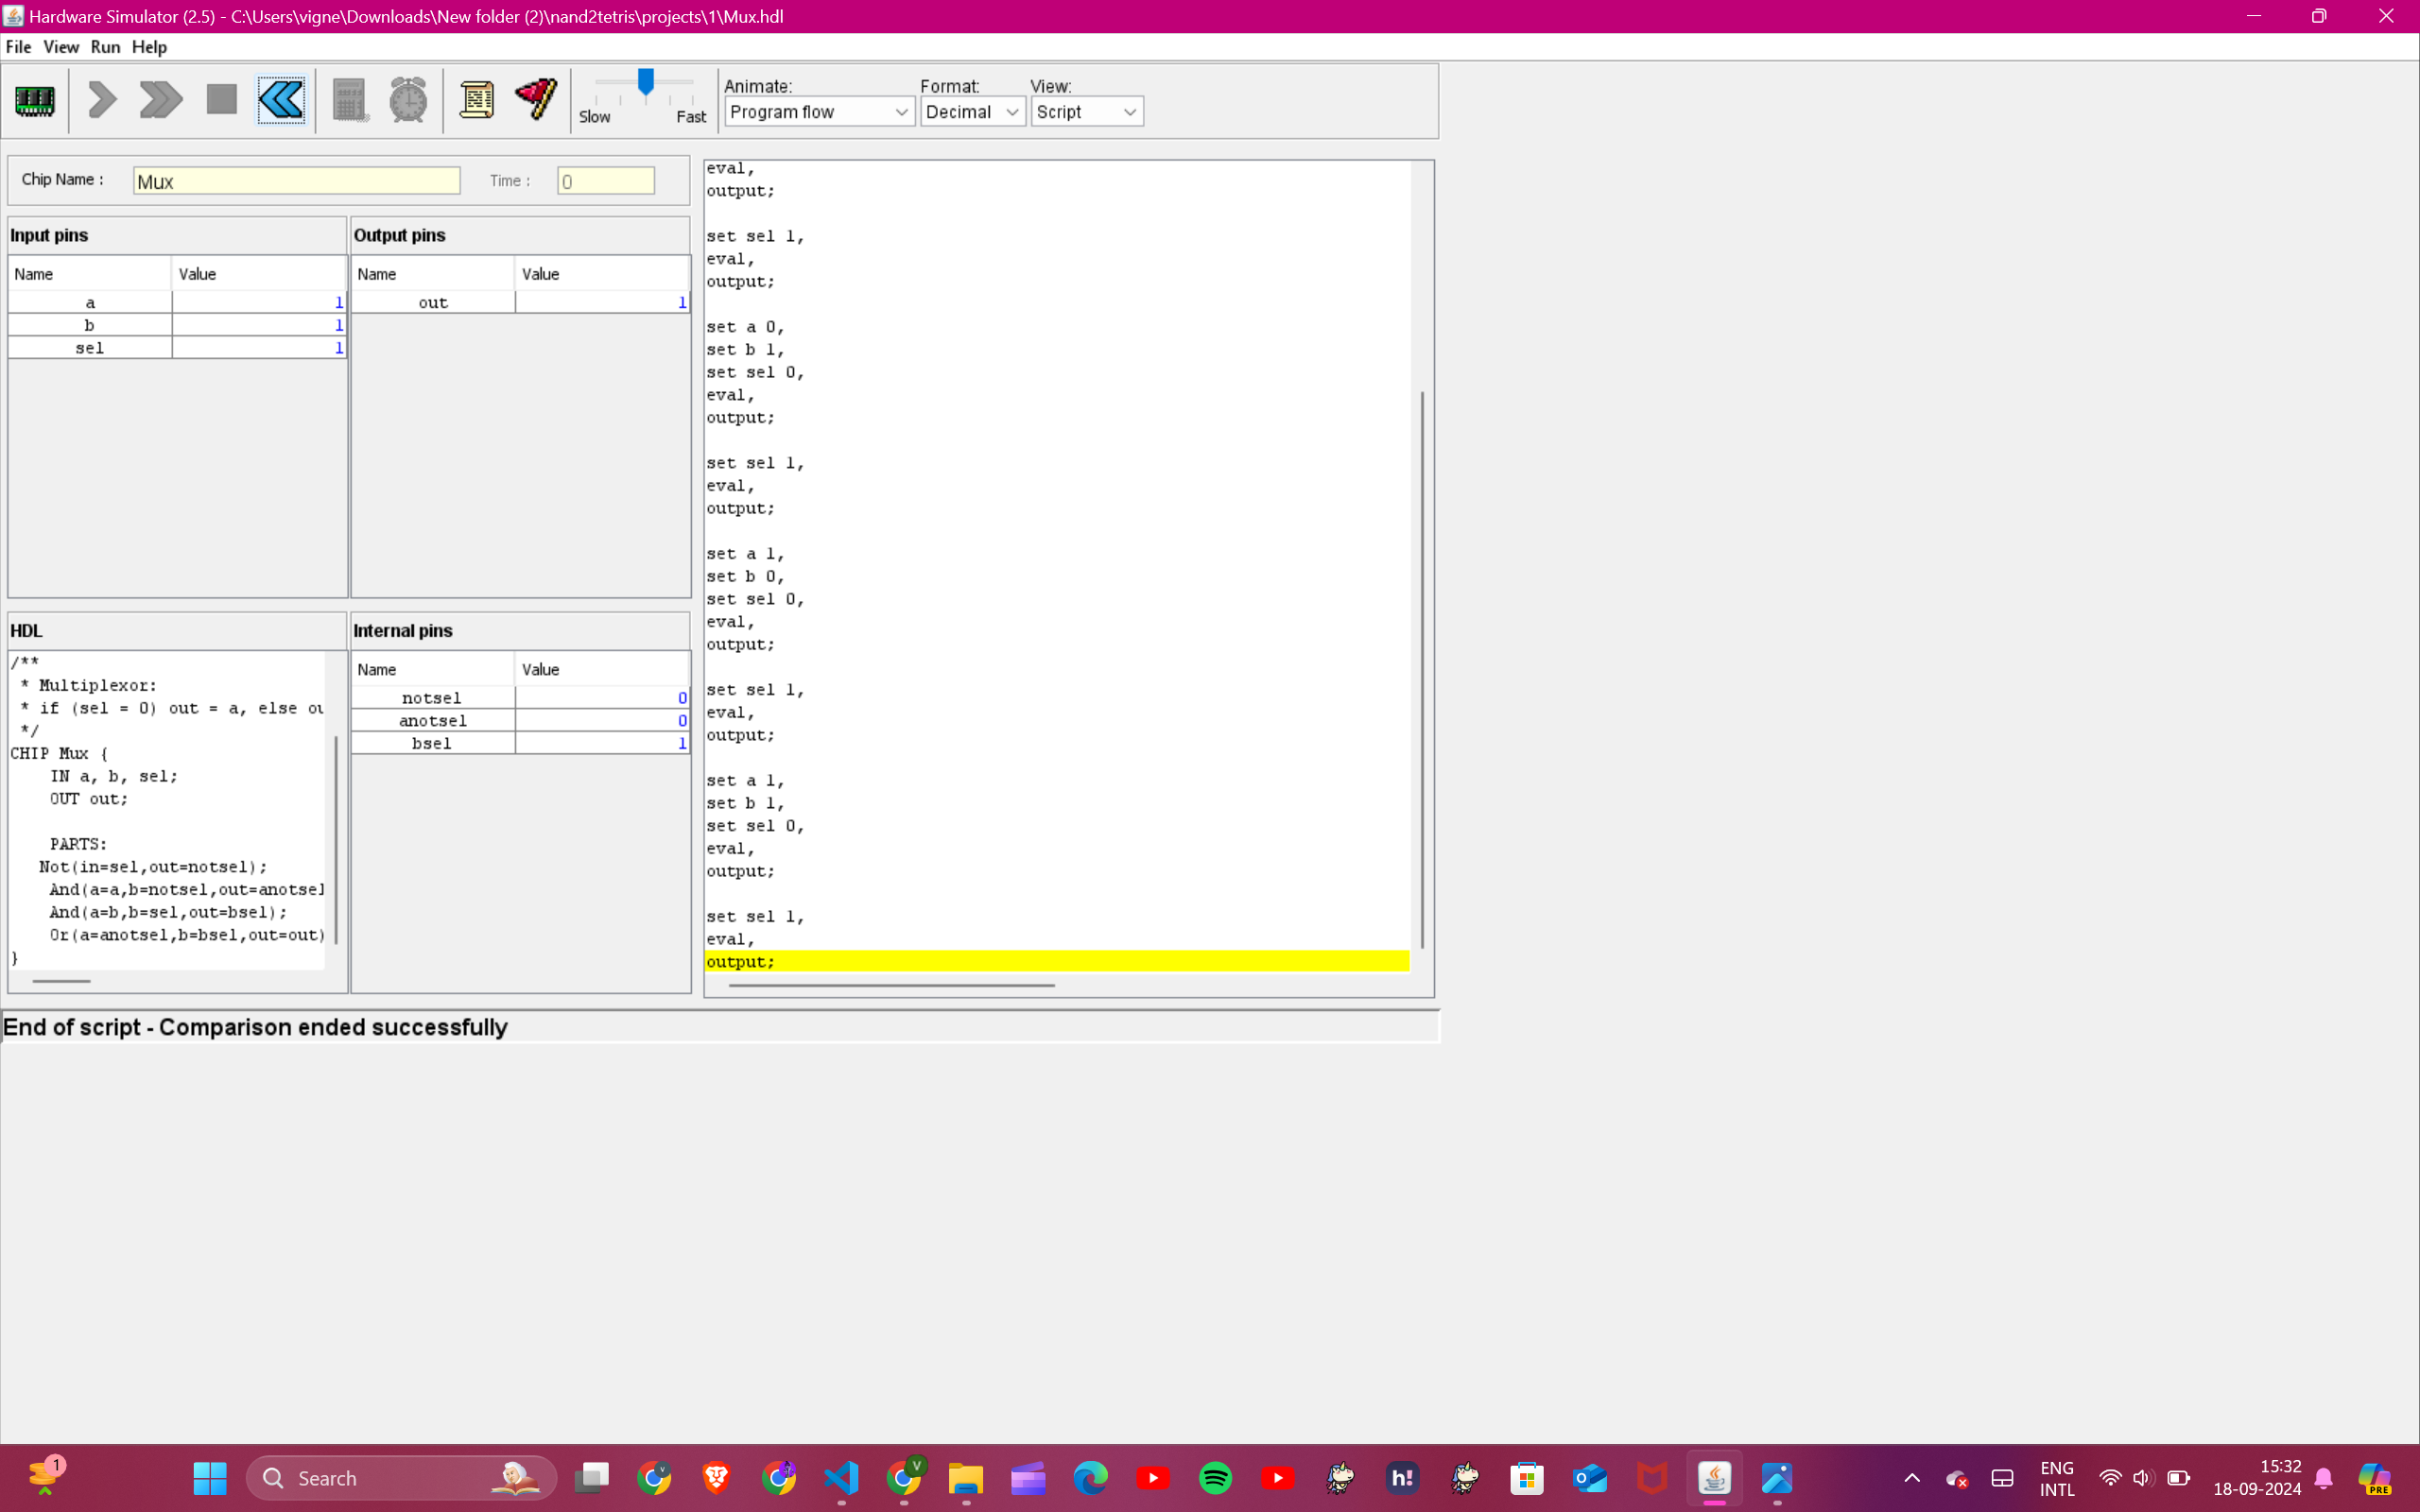 Hardware Simulator (2.5) - C:\Users\vigne\Downloads\New folder (2)\nand2tetris\projects\1\Mux.hdl
File View Run Help
Animate: Format: View:
Slow Fast Program flow Decimal Script
Chip Name : Mux Time : 0
Input pins
Name Value
a 1
b 1
sel 1
Output pins
Name Value
out 1
HDL
/**
* Multiplexor:
* if (sel = 0) out = a, else ou
*/
CHIP Mux {
IN a, b, sel;
OUT out;
PARTS:
Not(in=sel,out=notsel);
And(a=a,b=notsel,out=anotsel
And(a=b,b=sel,out=bsel);
Or(a=anotsel,b=bsel,out=out)
}
Internal pins
Name Value
notsel 0
anotsel 0
bsel 1
eval,
output;
set sel 1,
eval,
output;
set a 0,
set b 1,
set sel 0,
eval,
output;
set sel 1,
eval,
output;
set a 1,
set b 0,
set sel 0,
eval,
output;
set sel 1,
eval,
output;
set a 1,
set b 1,
set sel 0,
eval,
output;
set sel 1,
eval,
output;
End of script - Comparison ended successfully
1
Search
V
h!
ENG
INTL
15:32
18-09-2024
PRE